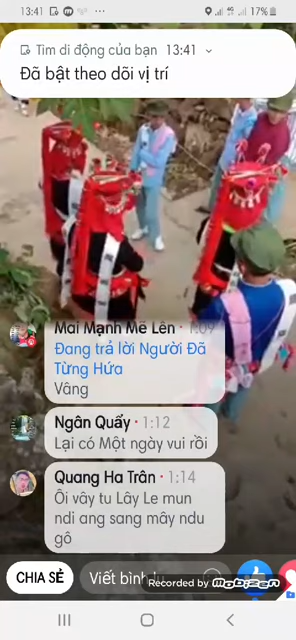 13:41
17%
Tìm di động của bạn 13:41
Đã bật theo dõi vị trí
Mai Mạnh Mẽ Lên · 1:09
Đang trả lời Người Đã
Từng Hứa
Vâng
Ngân Quẩy · 1:12
Lại có Một ngày vui rồi
Quang Ha Trân · 1:14
Ôi vây tu Lây Le mun
ndi ang sang mây ndu
gô
CHIA SẺ
Viết bình
Recorded by mobizen